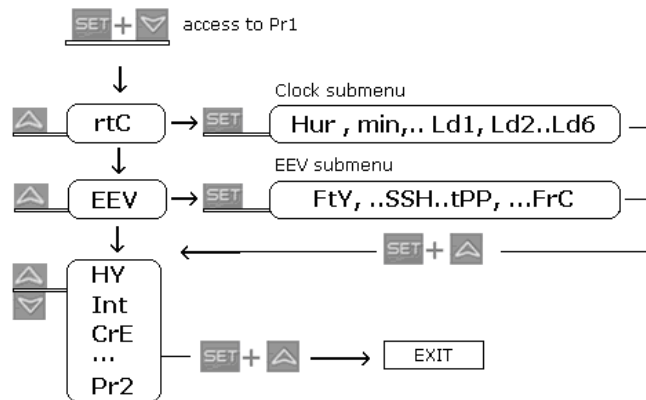 SET + access to Pr1
Clock submenu
rtC SET Hur , min,.. Ld1, Ld2..Ld6
EEV submenu
EEV SET FtY, ..SSH..tPP, ...FrC
SET +
HY
Int
CrE
...
Pr2
SET + EXIT